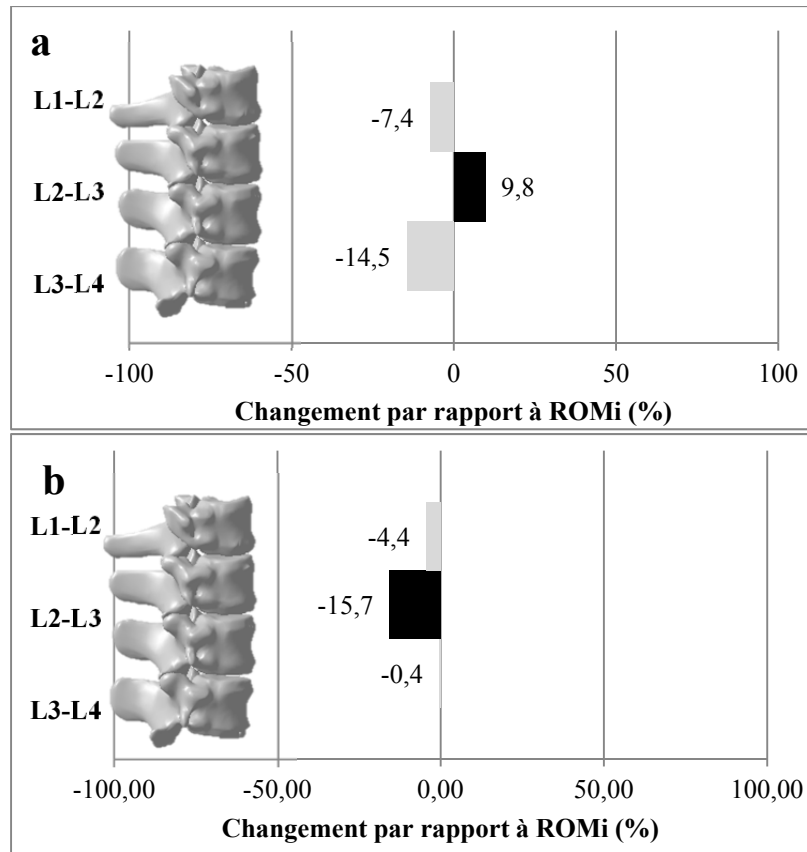 a
L1-L2
-7,4
L2-L3
9,8
-14,5
L3-L4
-100 -50 0 50 100
Changement par rapport à ROMi (%)
b
L1-L2
-4,4
-15,7
L2-L3
-0,4
L3-L4
-100,00 -50,00 0,00 50,00 100,00
Changement par rapport à ROMi (%)